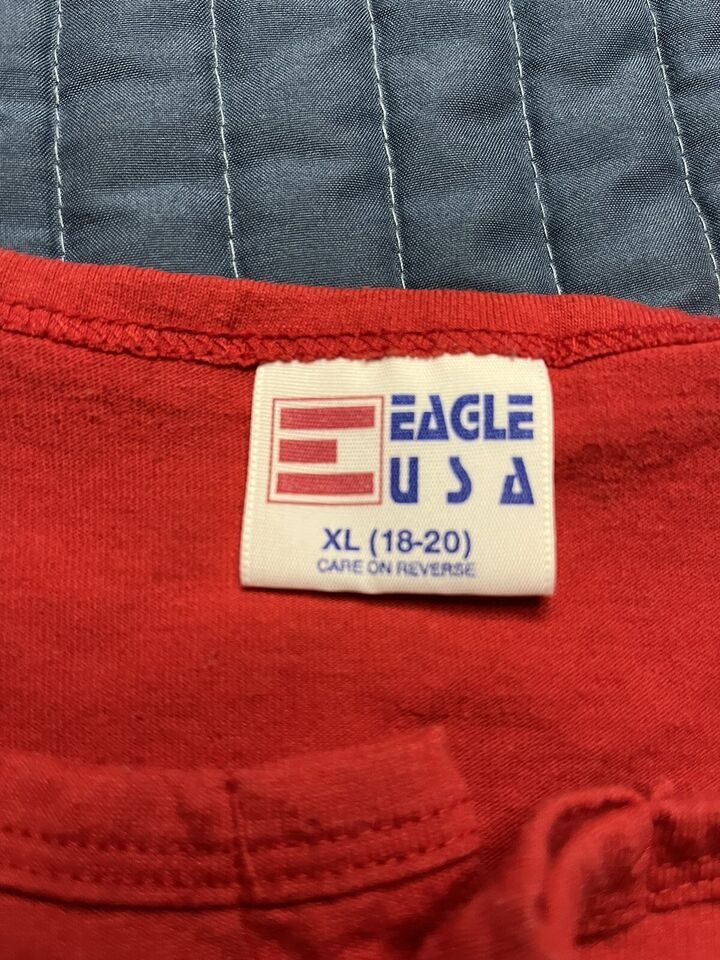 EAGLE
USA
XL (18-20)
CARE ON REVERSE